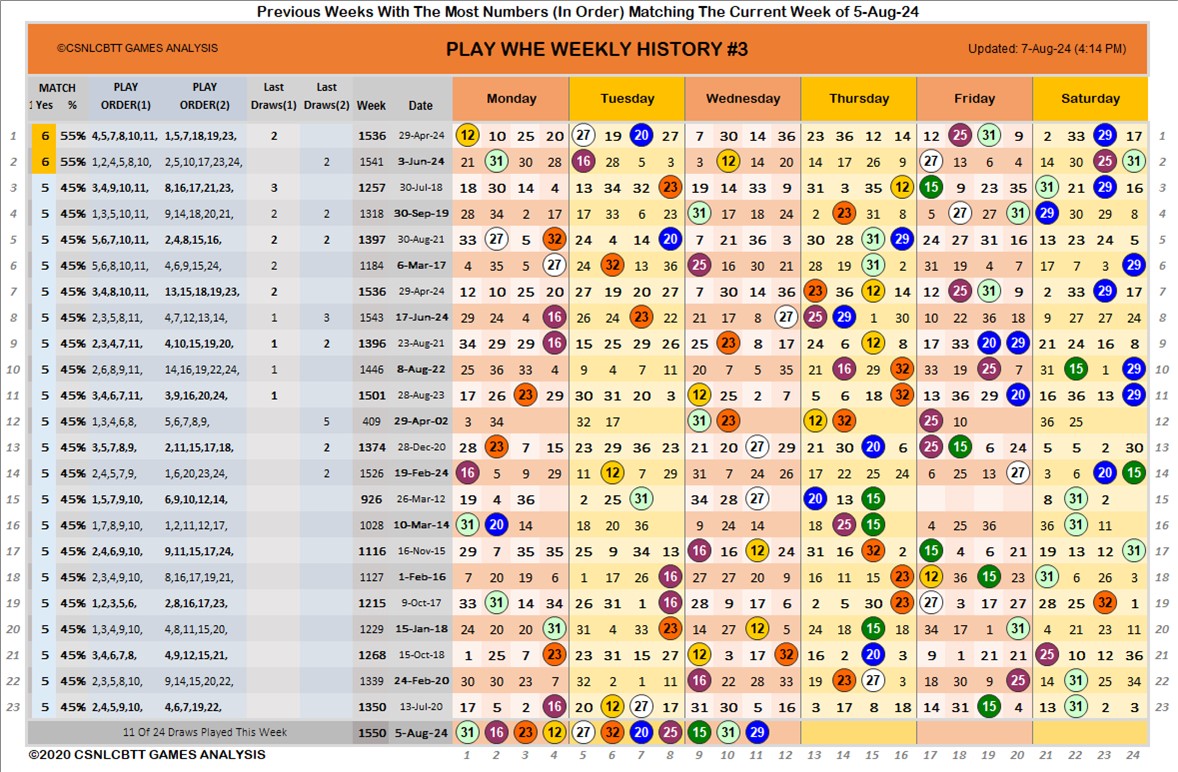 Previous Weeks With The Most Numbers (In Order) Matching The Current Week of 5-Aug-24
©CSNLCBTT GAMES ANALYSIS PLAY WHE WEEKLY HISTORY #3 Updated: 7-Aug-24 (4:14 PM)
MATCH PLAY PLAY Last Last
1 Yes % ORDER(1) ORDER(2) Draws(1) Draws(2) Week Date Monday Tuesday Wednesday Thursday Friday Saturday
1 6 55% 4,5,7,8,10,11, 1,5,7,18,19,23, 2 1536 29-Apr-24 12 10 25 20 27 19 20 27 7 30 14 36 23 36 12 14 12 25 31 9 2 33 29 17 1
2 6 55% 1,2,4,5,8,10, 2,5,10,17,23,24, 2 1541 3-Jun-24 21 31 30 28 16 28 5 3 3 12 14 20 14 17 26 9 27 13 6 4 14 30 25 31 2
3 5 45% 3,4,9,10,11, 8,16,17,21,23, 3 1257 30-Jul-18 18 30 14 4 13 34 32 23 19 14 33 9 31 3 35 12 15 9 23 35 31 21 29 16 3
4 5 45% 1,3,5,10,11, 9,14,18,20,21, 2 2 1318 30-Sep-19 28 34 2 17 17 33 6 23 31 17 18 24 2 23 31 8 5 27 27 31 29 30 29 8 4
5 5 45% 5,6,7,10,11, 2,4,8,15,16, 2 2 1397 30-Aug-21 33 27 5 32 24 4 14 20 7 21 36 3 30 28 31 29 24 27 31 16 13 23 24 5 5
6 5 45% 5,6,8,10,11, 4,6,9,15,24, 2 1184 6-Mar-17 4 35 5 27 24 32 13 36 25 16 30 21 28 19 31 2 31 19 4 7 17 7 3 29 6
7 5 45% 3,4,8,10,11, 13,15,18,19,23, 2 1536 29-Apr-24 12 10 25 20 27 19 20 27 7 30 14 36 23 36 12 14 12 25 31 9 2 33 29 17 7
8 5 45% 2,3,5,8,11, 4,7,12,13,14, 1 3 1543 17-Jun-24 29 24 4 16 26 24 23 22 21 17 8 27 25 29 1 30 10 22 36 18 9 27 27 24 8
9 5 45% 2,3,4,7,11, 4,10,15,19,20, 1 2 1396 23-Aug-21 34 29 29 16 15 25 29 26 25 23 8 17 24 6 12 8 17 33 20 29 21 24 16 8 9
10 5 45% 2,6,8,9,11, 14,16,19,22,24, 1 1446 8-Aug-22 25 36 33 4 9 4 7 11 20 7 5 35 21 16 29 32 33 19 25 7 31 15 1 29 10
11 5 45% 3,4,6,7,11, 3,9,16,20,24, 1 1501 28-Aug-23 17 26 23 29 30 31 20 3 12 25 2 7 5 6 18 32 13 36 29 20 16 36 13 29 11
12 5 45% 1,3,4,6,8, 5,6,7,8,9, 5 409 29-Apr-02 3 34 32 17 31 23 12 32 25 10 36 25 12
13 5 45% 3,5,7,8,9, 2,11,15,17,18, 2 1374 28-Dec-20 28 23 7 15 23 29 36 23 21 20 27 29 21 30 20 6 25 15 6 24 5 5 2 30 13
14 5 45% 2,4,5,7,9, 1,6,20,23,24, 2 1526 19-Feb-24 16 5 9 29 11 12 7 29 31 7 24 26 17 22 25 24 6 25 13 27 3 6 20 15 14
15 5 45% 1,5,7,9,10, 6,9,10,12,14, 926 26-Mar-12 19 4 36 2 25 31 34 28 27 20 13 15 8 31 2 15
16 5 45% 1,7,8,9,10, 1,2,11,12,17, 1028 10-Mar-14 31 20 14 18 20 36 9 24 14 18 25 15 4 25 36 36 31 11 16
17 5 45% 2,4,6,9,10, 9,11,15,17,24, 1116 16-Nov-15 29 7 35 35 25 9 34 13 16 16 12 24 31 16 32 2 15 4 6 21 19 13 12 31 17
18 5 45% 2,3,4,9,10, 8,16,17,19,21, 1127 1-Feb-16 7 20 19 6 1 17 26 16 27 27 20 9 16 11 15 23 12 36 15 23 31 6 26 3 18
19 5 45% 1,2,3,5,6, 2,8,16,17,23, 1215 9-Oct-17 33 31 14 34 26 31 1 16 28 9 17 6 2 5 30 23 27 3 17 27 28 25 32 1 19
20 5 45% 1,3,4,9,10, 4,8,11,15,20, 1229 15-Jan-18 24 20 20 31 31 4 33 23 14 27 12 5 24 18 15 18 34 17 1 31 4 21 23 11 20
21 5 45% 3,4,6,7,8, 4,9,12,15,21, 1268 15-Oct-18 1 25 7 23 23 31 15 27 12 3 17 32 16 2 20 3 9 1 21 21 25 10 12 36 21
22 5 45% 2,3,5,8,10, 9,14,15,20,22, 1339 24-Feb-20 30 30 23 7 32 2 1 11 16 22 28 33 19 23 27 3 18 30 9 25 14 31 25 34 22
23 5 45% 2,4,5,9,10, 4,6,7,19,22, 1350 13-Jul-20 17 5 2 16 20 12 27 17 31 30 5 16 3 17 8 18 14 31 15 4 13 31 2 3 23
11 Of 24 Draws Played This Week 1550 5-Aug-24 31 16 23 12 27 32 20 25 15 31 29
©2020 CSNLCBTT GAMES ANALYSIS 1 2 3 4 5 6 7 8 9 10 11 12 13 14 15 16 17 18 19 20 21 22 23 24